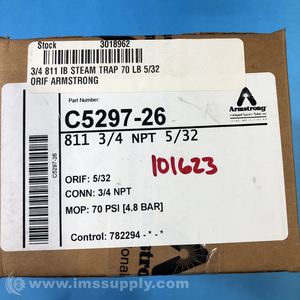 Stock 3018962
3/4 811 IB STEAM TRAP 70 LB 5/32
ORIF ARMSTRONG
Part Number:
C5297-26
811 3/4 NPT 5/32
Armstrong
101623
C5297-26
ORIF: 5/32
CONN: 3/4 NPT
MOP: 70 PSI [4.8 BAR]
Control: 782294 - * - *
© www.imssupply.com